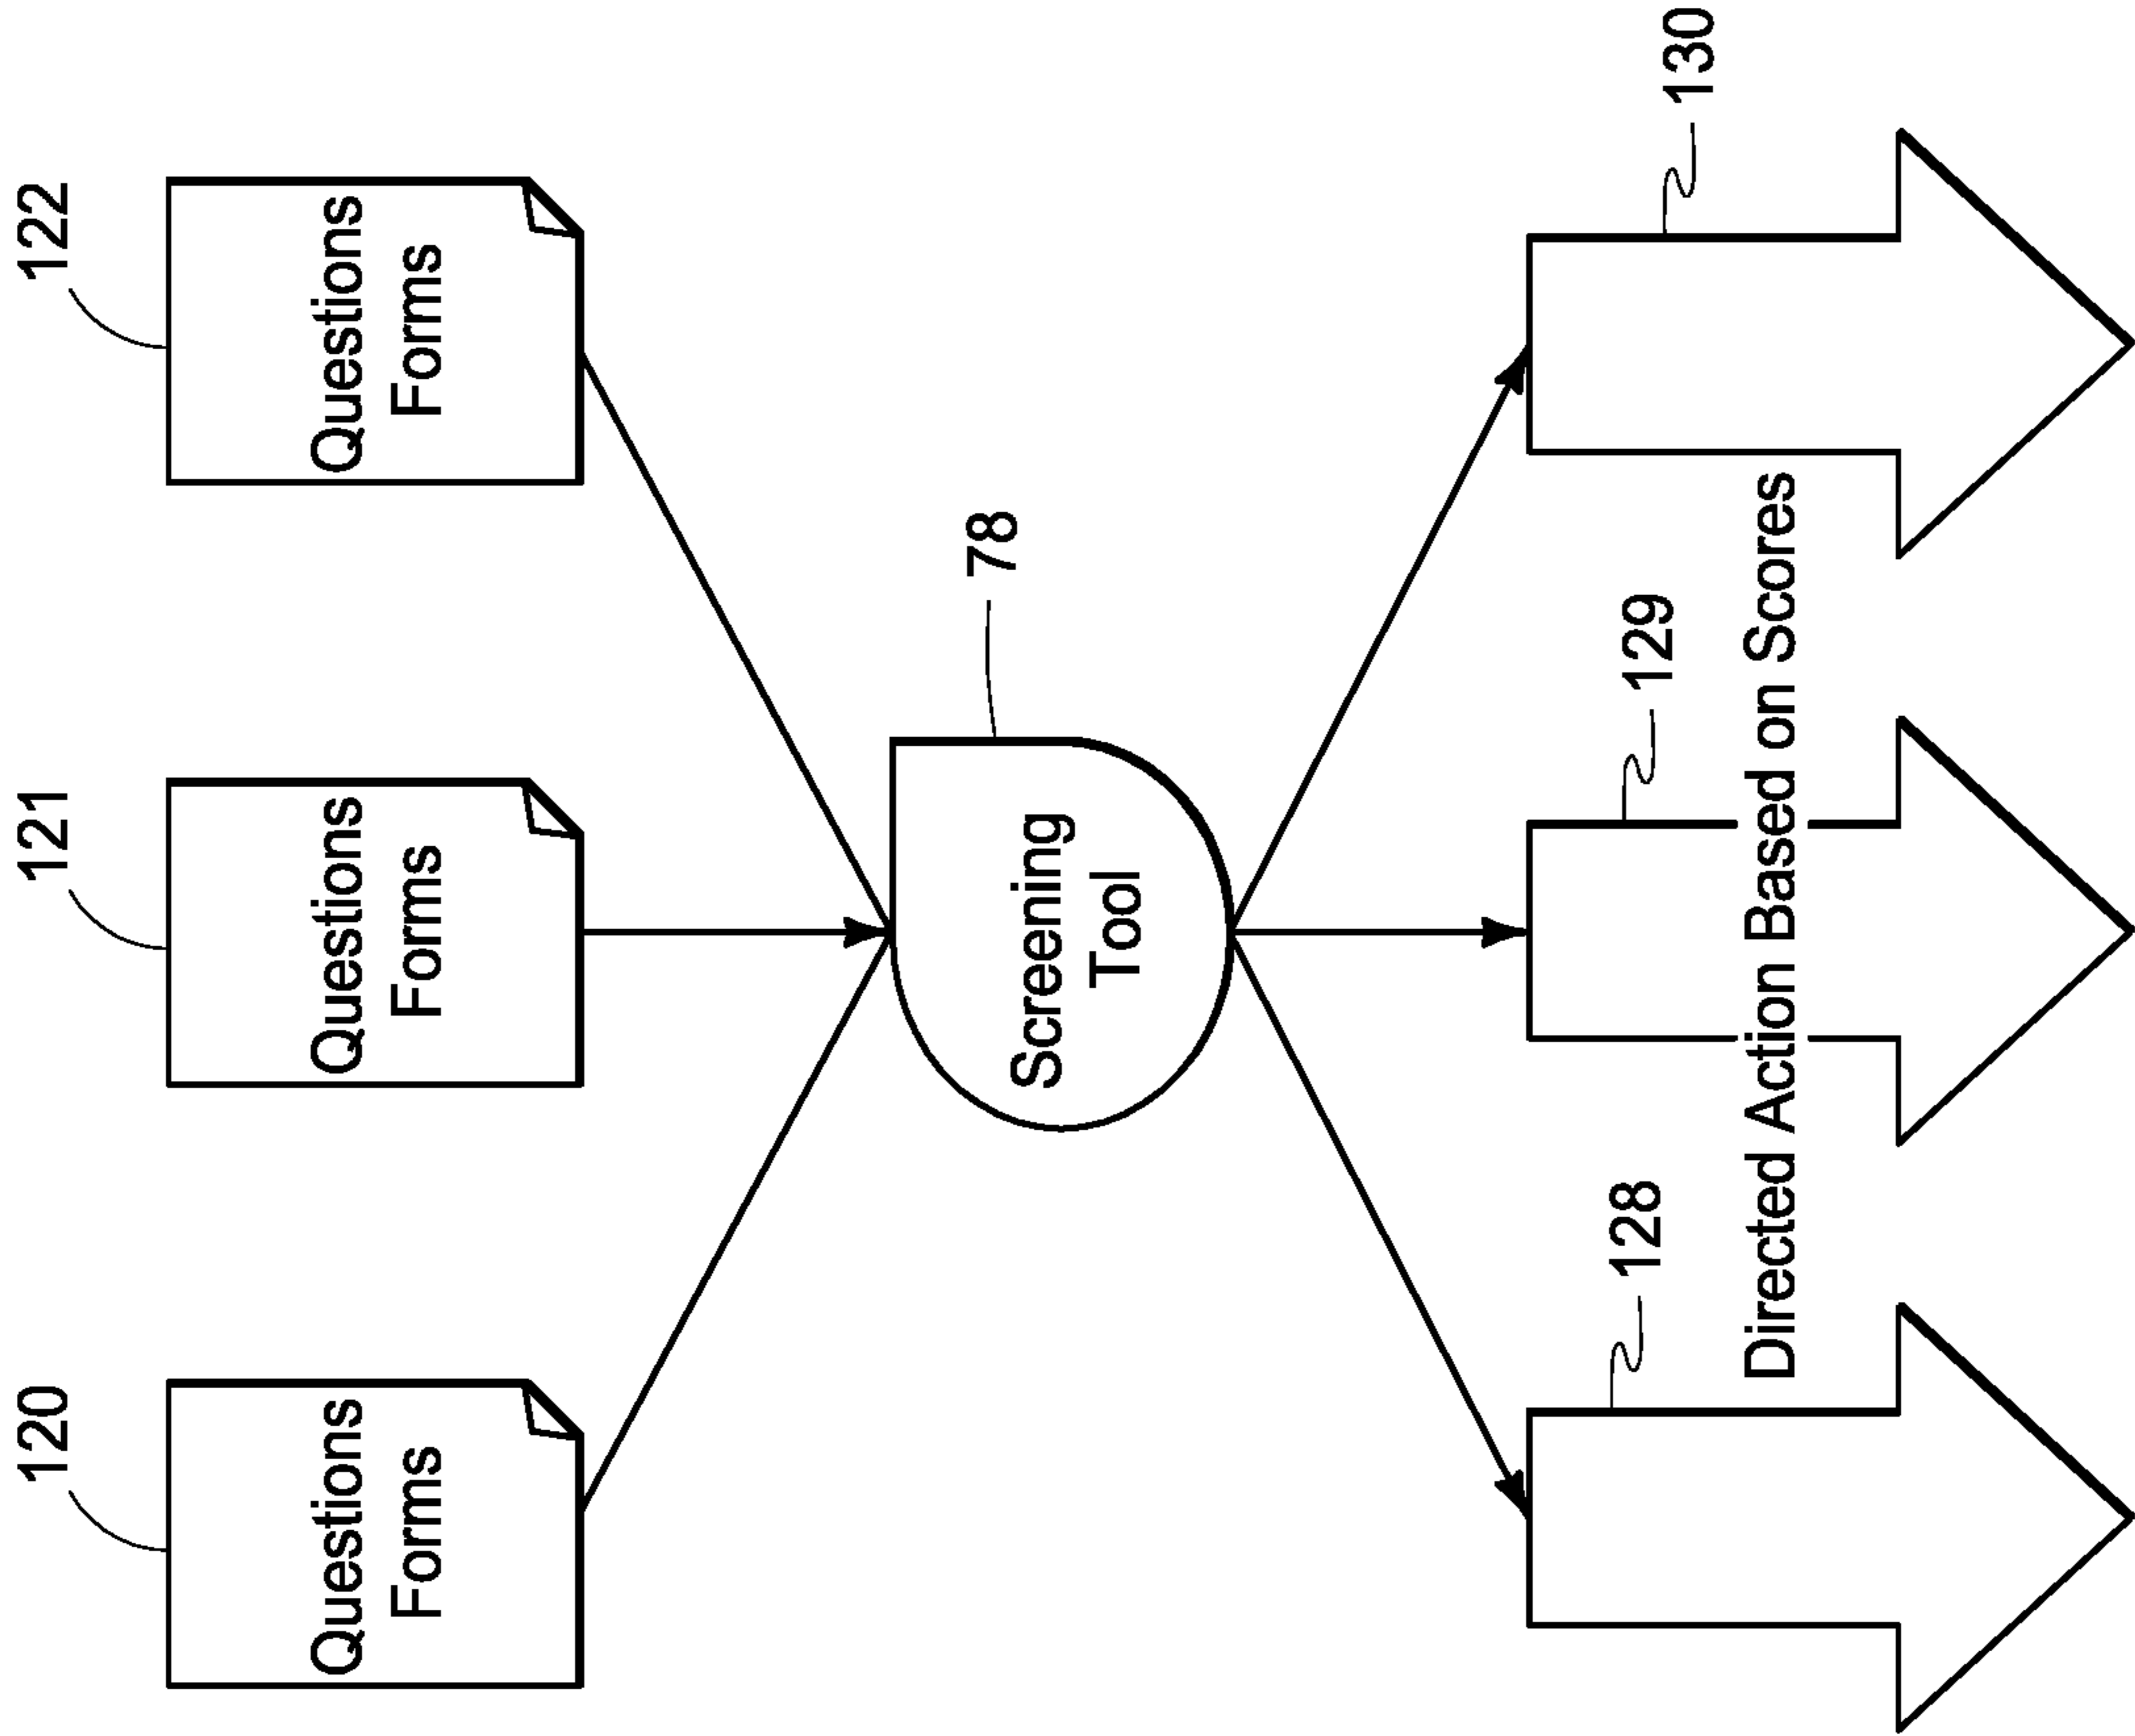 120
121
122
Questions
Forms
Questions
Forms
Questions
Forms
78
Screening
Tool
128
129
130
Directed Action Based on Scores